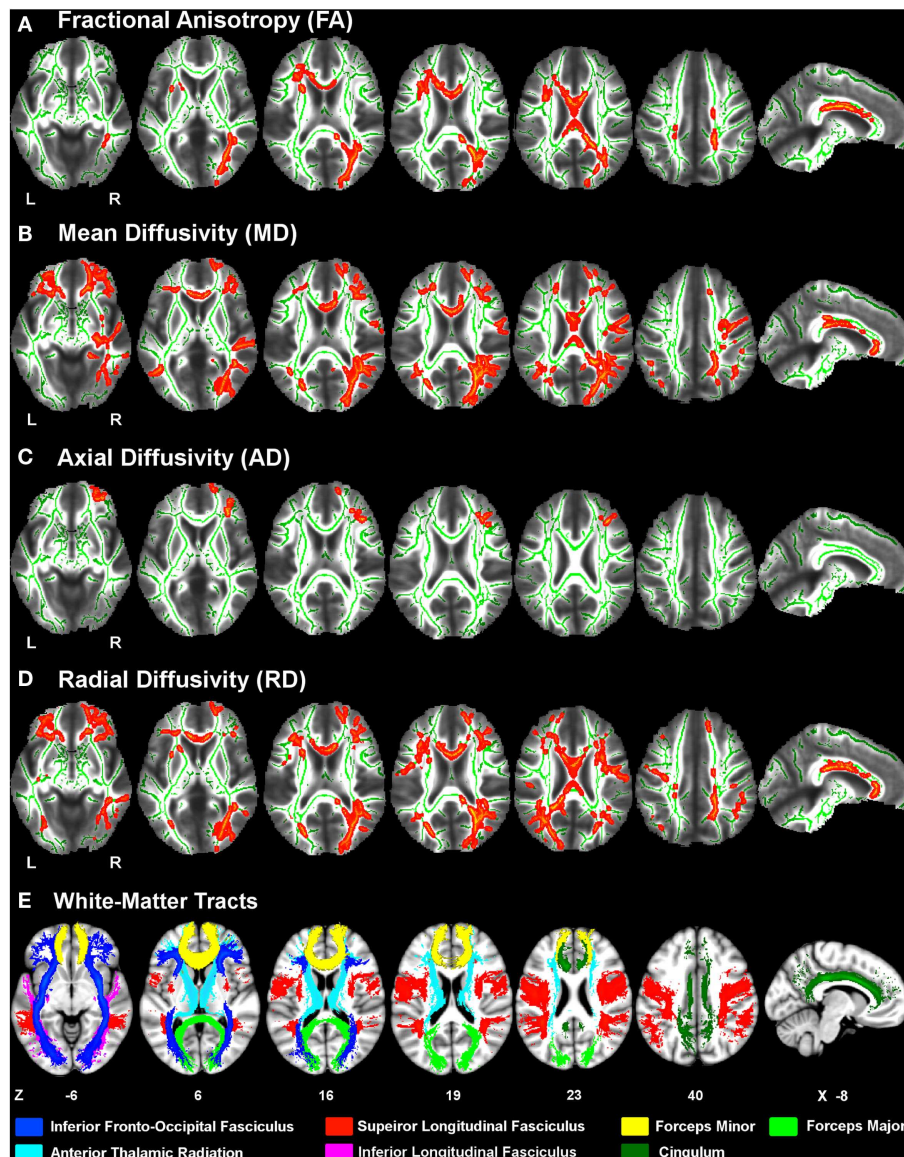 A Fractional Anisotropy (FA)
L R
B Mean Diffusivity (MD)
L R
C Axial Diffusivity (AD)
L R
D Radial Diffusivity (RD)
L R
E White-Matter Tracts
Z -6 6 16 19 23 40 X -8
Inferior Fronto-Occipital Fasciculus Supeiror Longitudinal Fasciculus Forceps Minor Forceps Major
Anterior Thalamic Radiation Inferior Longitudinal Fasciculus Cingulum